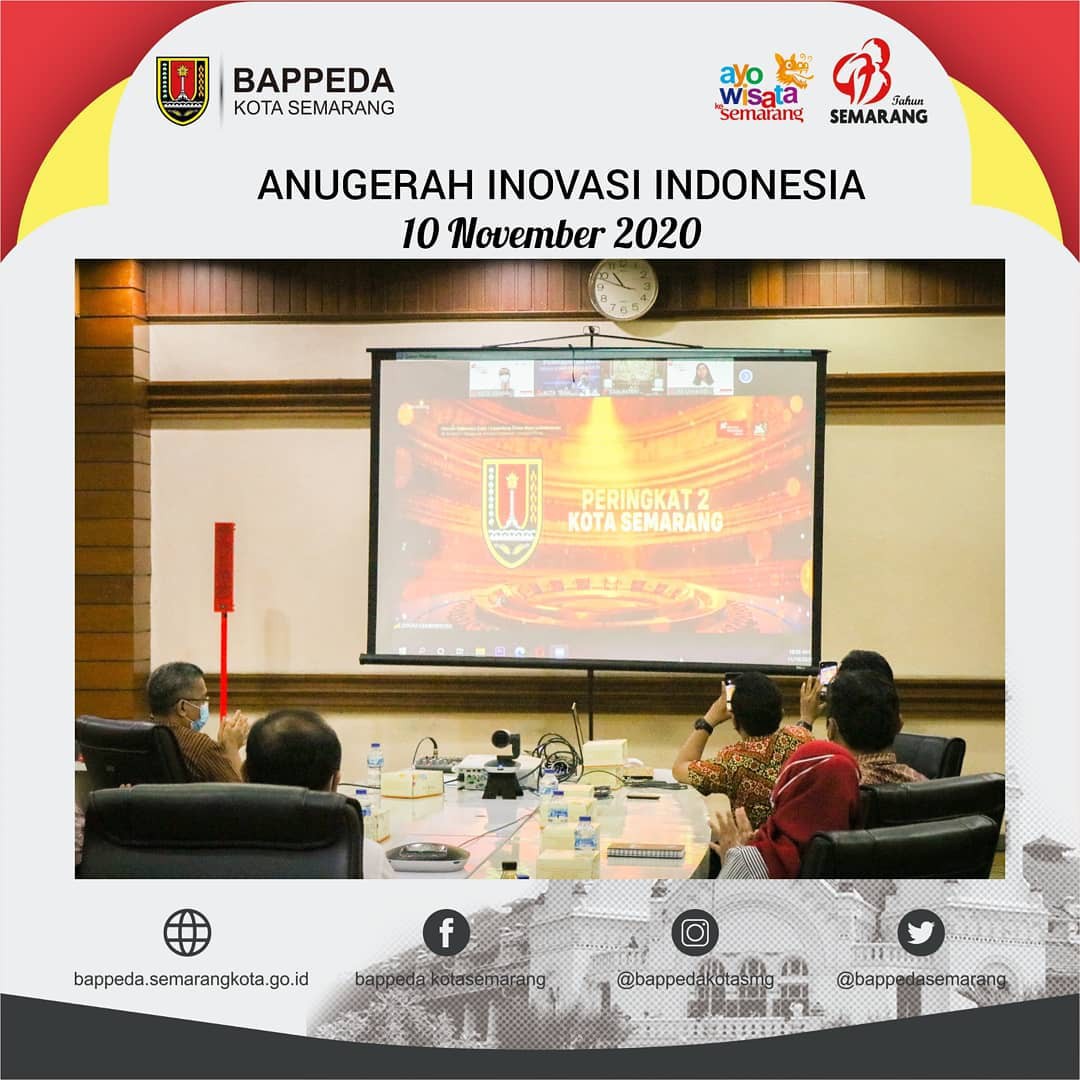 BAPPEDA
KOTA SEMARANG
ayo
wisata
ke
semarang
Tahun
SEMARANG
ANUGERAH INOVASI INDONESIA
10 November 2020
PERINGKAT 2
KOTA SEMARANG
bappeda.semarangkota.go.id
bappeda kotasemarang
@bappedakotasmg
@bappedasemarang